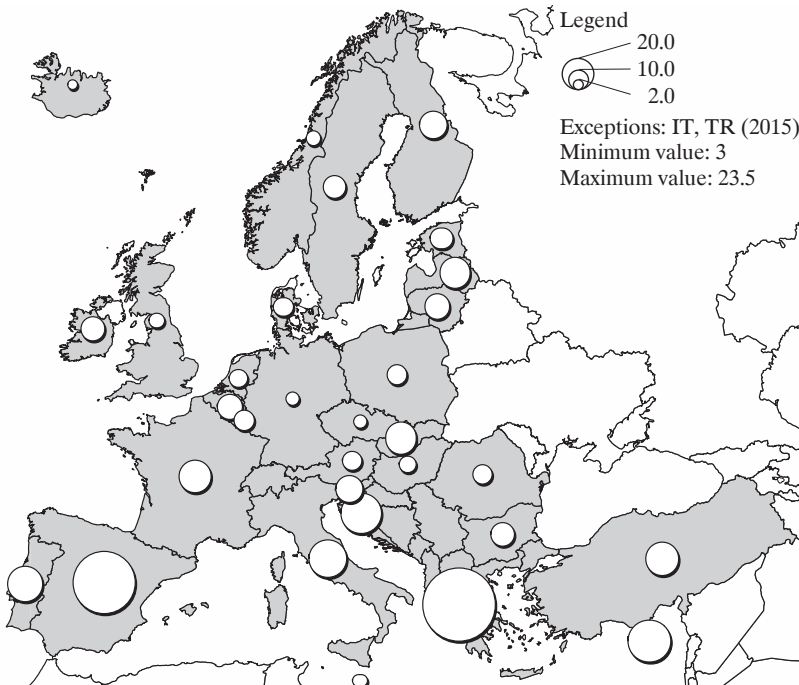 Legend
20.0
10.0
2.0
Exceptions: IT, TR (2015)
Minimum value: 3
Maximum value: 23.5